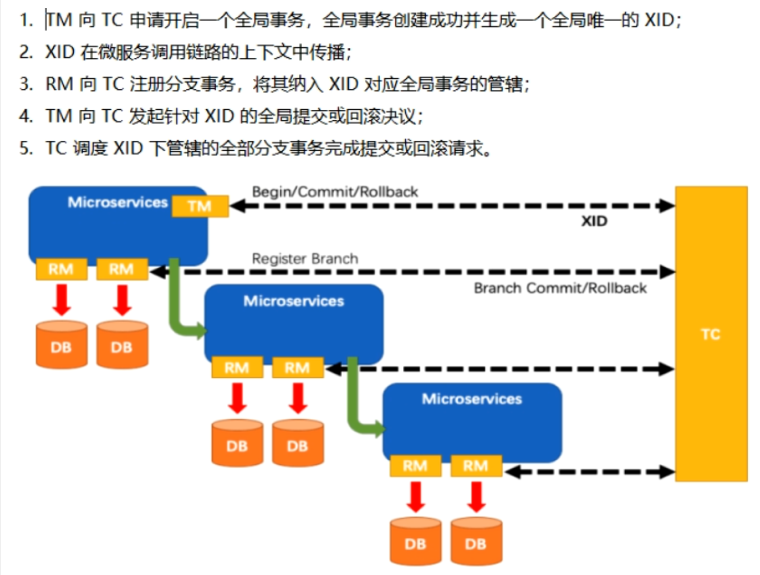 1. TM 向 TC 申请开启一个全局事务，全局事务创建成功并生成一个全局唯一的 XID；
2. XID 在微服务调用链路的上下文中传播；
3. RM 向 TC 注册分支事务，将其纳入 XID 对应全局事务的管辖；
4. TM 向 TC 发起针对 XID 的全局提交或回滚决议；
5. TC 调度 XID 下管辖的全部分支事务完成提交或回滚请求。
Begin/Commit/Rollback
Microservices
TM
XID
Register Branch
RM
RM
Branch Commit/Rollback
Microservices
TC
DB
DB
RM
RM
Microservices
DB
DB
RM
RM
DB
DB